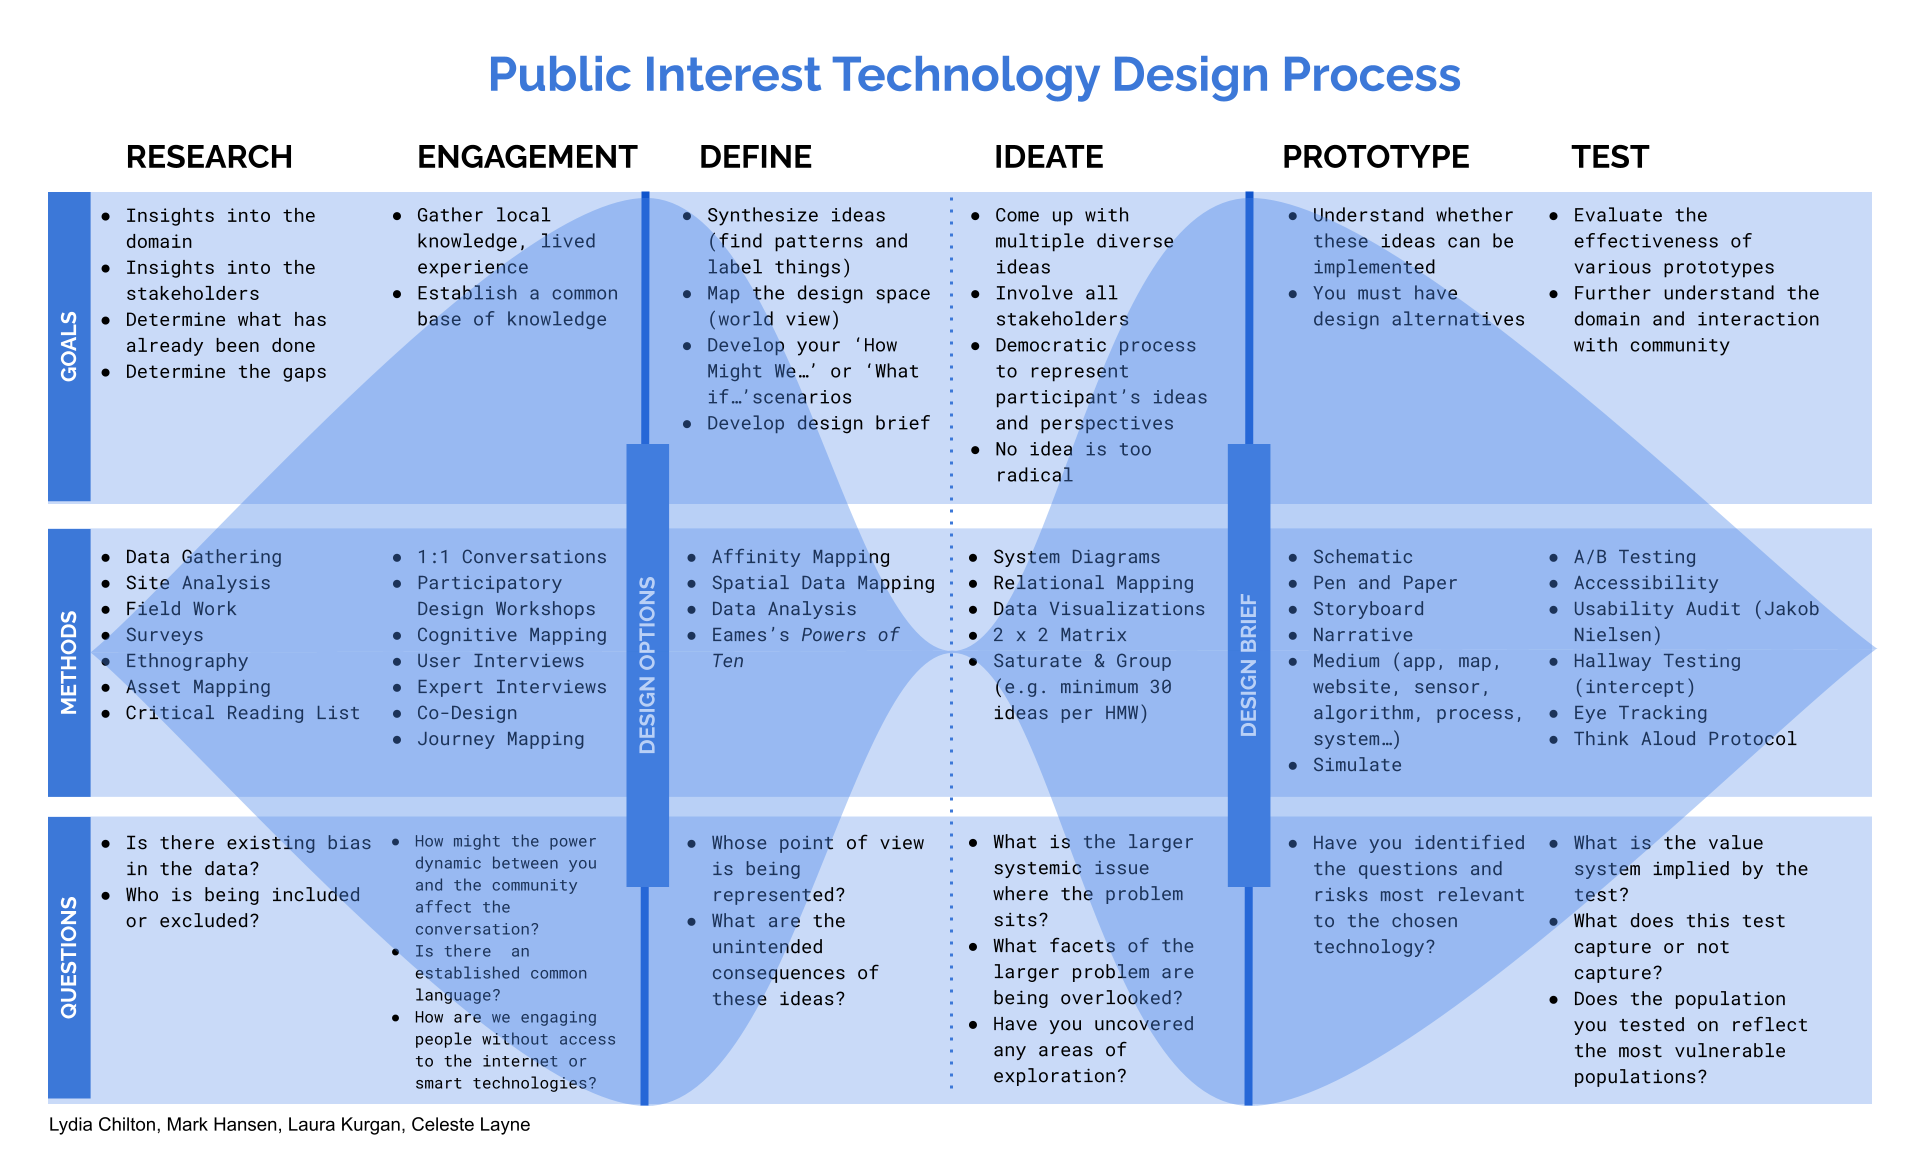 Public Interest Technology Design Process
RESEARCH
ENGAGEMENT
DEFINE
IDEATE
PROTOTYPE
TEST
GOALS
● Insights into the
domain
● Insights into the
stakeholders
● Determine what has
already been done
● Determine the gaps
● Gather local
knowledge, lived
experience
● Establish a common
base of knowledge
● Synthesize ideas
(find patterns and
label things)
● Map the design space
(world view)
● Develop your ‘How
Might We…’ or ‘What
if…’scenarios
● Develop design brief
● Come up with
multiple diverse
ideas
● Involve all
stakeholders
● Democratic process
to represent
participant’s ideas
and perspectives
● No idea is too
radical
● Understand whether
these ideas can be
implemented
● You must have
design alternatives
● Evaluate the
effectiveness of
various prototypes
● Further understand the
domain and interaction
with community
METHODS
● Data Gathering
● Site Analysis
● Field Work
● Surveys
● Ethnography
● Asset Mapping
● Critical Reading List
● 1:1 Conversations
● Participatory
Design Workshops
● Cognitive Mapping
● User Interviews
● Expert Interviews
● Co-Design
● Journey Mapping
DESIGN OPTIONS
● Affinity Mapping
● Spatial Data Mapping
● Data Analysis
● Eames’s Powers of
Ten
● System Diagrams
● Relational Mapping
● Data Visualizations
● 2 x 2 Matrix
● Saturate & Group
(e.g. minimum 30
ideas per HMW)
DESIGN BRIEF
● Schematic
● Pen and Paper
● Storyboard
● Narrative
● Medium (app, map,
website, sensor,
algorithm, process,
system…)
● Simulate
● A/B Testing
● Accessibility
● Usability Audit (Jakob
Nielsen)
● Hallway Testing
(intercept)
● Eye Tracking
● Think Aloud Protocol
QUESTIONS
● Is there existing bias
in the data?
● Who is being included
or excluded?
● How might the power
dynamic between you
and the community
affect the
conversation?
● Is there an
established common
language?
● How are we engaging
people without access
to the internet or
smart technologies?
● Whose point of view
is being
represented?
● What are the
unintended
consequences of
these ideas?
● What is the larger
systemic issue
where the problem
sits?
● What facets of the
larger problem are
being overlooked?
● Have you uncovered
any areas of
exploration?
● Have you identified
the questions and
risks most relevant
to the chosen
technology?
● What is the value
system implied by the
test?
● What does this test
capture or not
capture?
● Does the population
you tested on reflect
the most vulnerable
populations?
Lydia Chilton, Mark Hansen, Laura Kurgan, Celeste Layne